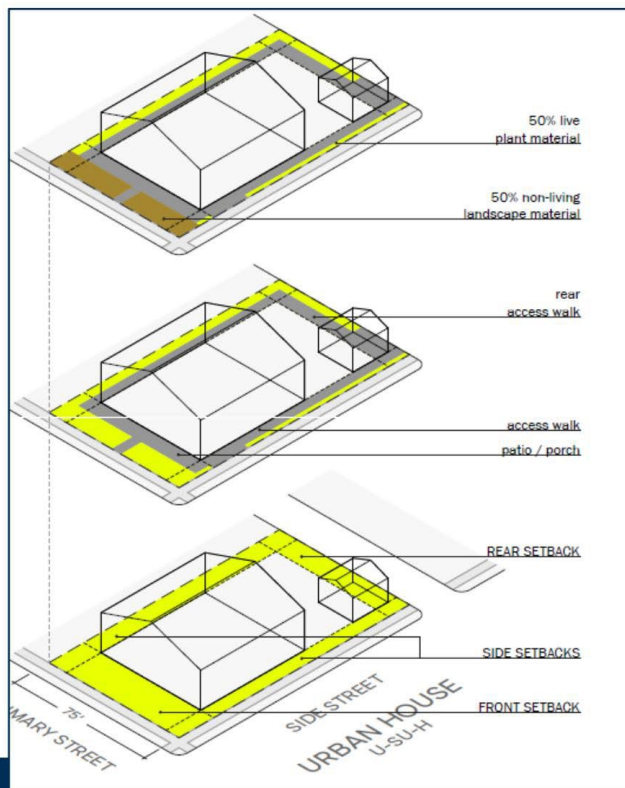 50% live
plant material
50% non-living
landscape material
rear
access walk
access walk
patio / porch
REAR SETBACK
SIDE SETBACKS
FRONT SETBACK
75'
SIDE STREET
STREET
URBAN HOUSE
U-SU-H